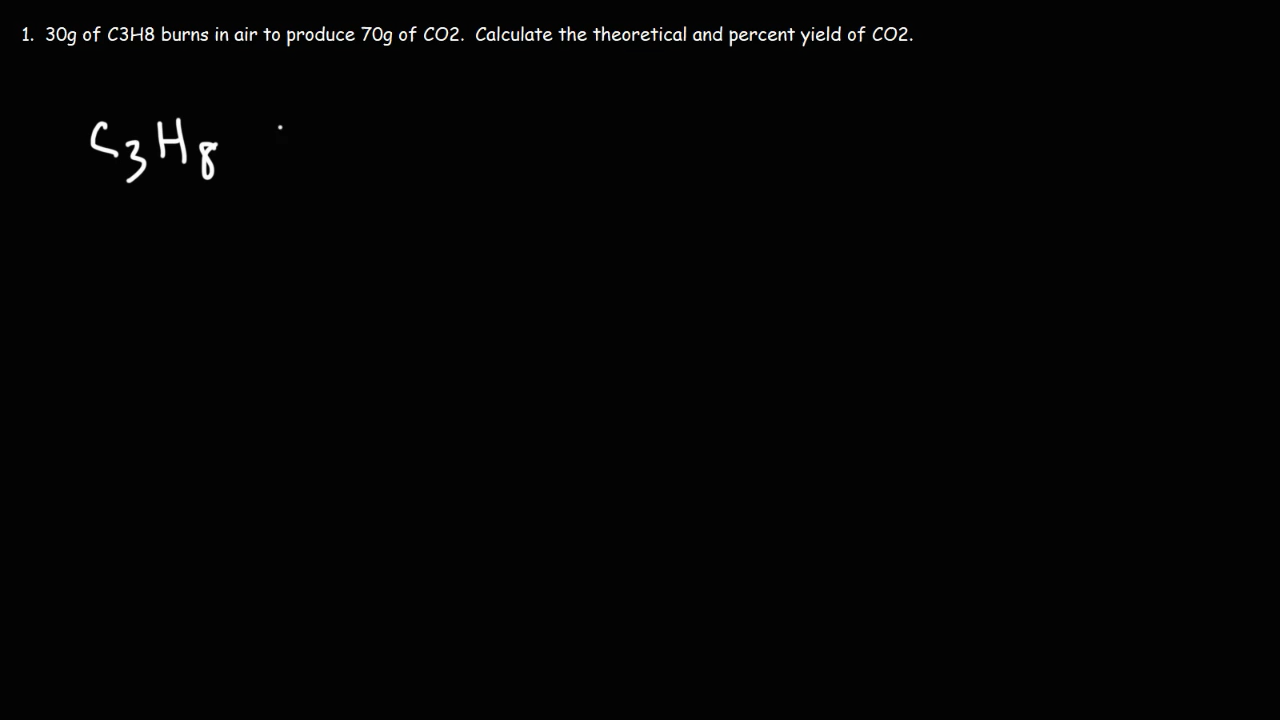 1. 30g of C3H8 burns in air to produce 70g of CO2. Calculate the theoretical and percent yield of CO2.
C₃H₈